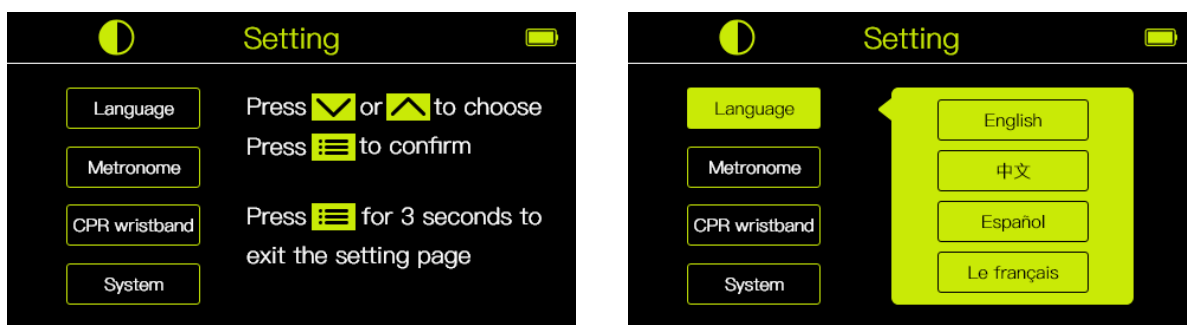 Setting
Language
Metronome
CPR wristband
System
Press or to choose
Press to confirm
Press for 3 seconds to
exit the setting page
Setting
Language
Metronome
CPR wristband
System
English
中文
Español
Le français